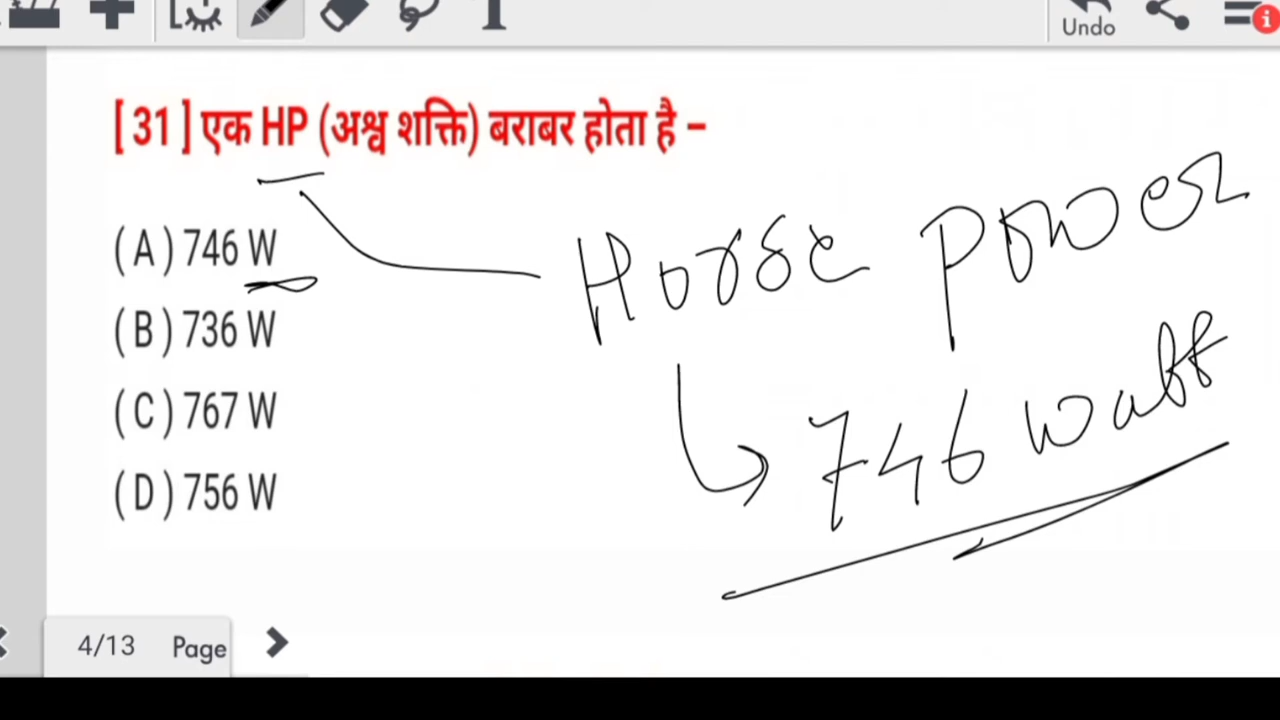 Undo
[ 31 ] एक HP (अश्व शक्ति) बराबर होता है –
( A ) 746 W
( B ) 736 W
( C ) 767 W
( D ) 756 W
Horse power
746 watt
4/13 Page